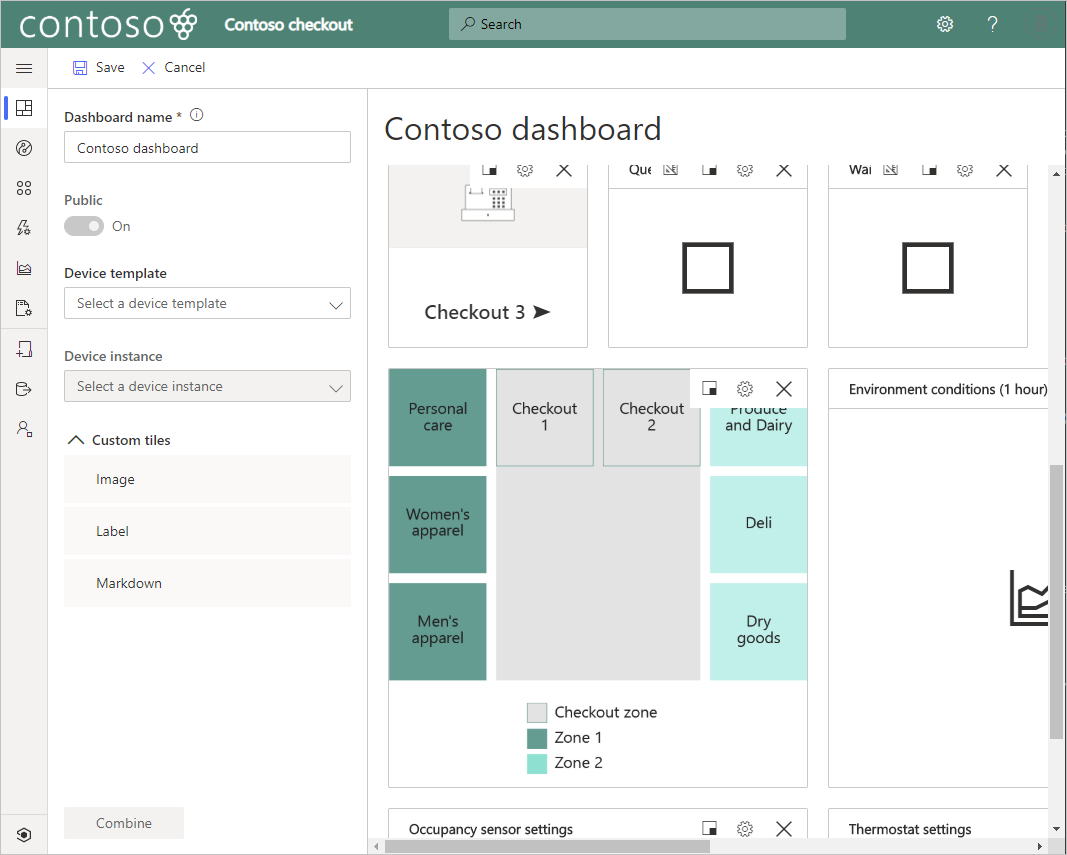 contoso
Contoso checkout
Search
?
Save
Cancel
Dashboard name *
Contoso dashboard
Public
On
Device template
Select a device template
Device instance
Select a device instance
Custom tiles
Image
Label
Markdown
Combine
Contoso dashboard
Que
Wai
Checkout 3
Personal
care
Checkout
1
Checkout
2
Produce
and Dairy
Women's
apparel
Deli
Men's
apparel
Dry
goods
Checkout zone
Zone 1
Zone 2
Environment conditions (1 hour)
Occupancy sensor settings
Thermostat settings